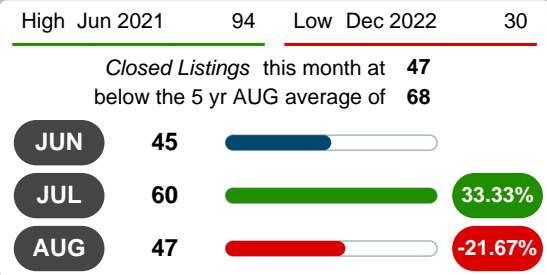 High Jun 2021 94 Low Dec 2022 30
Closed Listings this month at 47
below the 5 yr AUG average of 68
JUN 45
JUL 60 33.33%
AUG 47 -21.67%